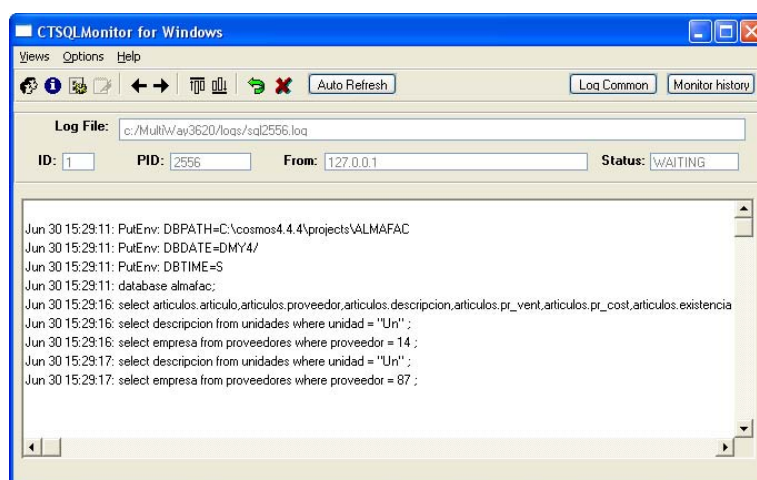 CTSQLMonitor for Windows
Views Options Help
Auto Refresh Log Common Monitor history
Log File: c:/MultiWay3620/logs/sql2556.log
ID: 1 PID: 2556 From: 127.0.0.1 Status: WAITING
Jun 30 15:29:11: PutEnv: DBPATH=C:\cosmos4.4.4\projects\ALMAFAC
Jun 30 15:29:11: PutEnv: DBDATE=DMY4/
Jun 30 15:29:11: PutEnv: DBTIME=S
Jun 30 15:29:11: database almafac;
Jun 30 15:29:16: select articulos.articulo,articulos.proveedor,articulos.descripcion,articulos.pr_vent,articulos.pr_cost,articulos.existencia
Jun 30 15:29:16: select descripcion from unidades where unidad = "Un" ;
Jun 30 15:29:16: select empresa from proveedores where proveedor = 14 ;
Jun 30 15:29:17: select descripcion from unidades where unidad = "Un" ;
Jun 30 15:29:17: select empresa from proveedores where proveedor = 87 ;